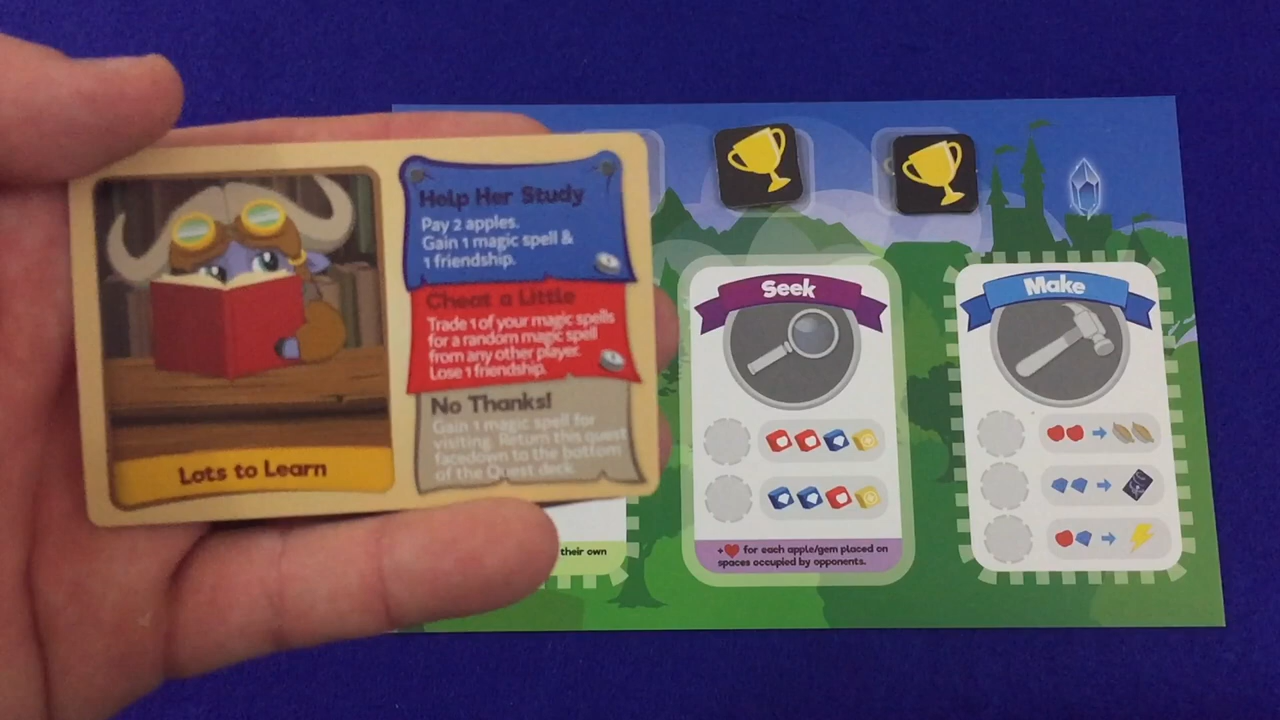 Help Her Study
Pay 2 apples.
Gain 1 magic spell &
1 friendship.
Cheat a Little
Trade 1 of your magic spells
for a random magic spell
from any other player.
Lose 1 friendship.
No Thanks!
Gain 1 magic spell for
visiting. Return this quest
facedown to the bottom
of the Quest deck
Lots to Learn
their own
Seek
+ for each apple/gem placed on
spaces occupied by opponents.
Make